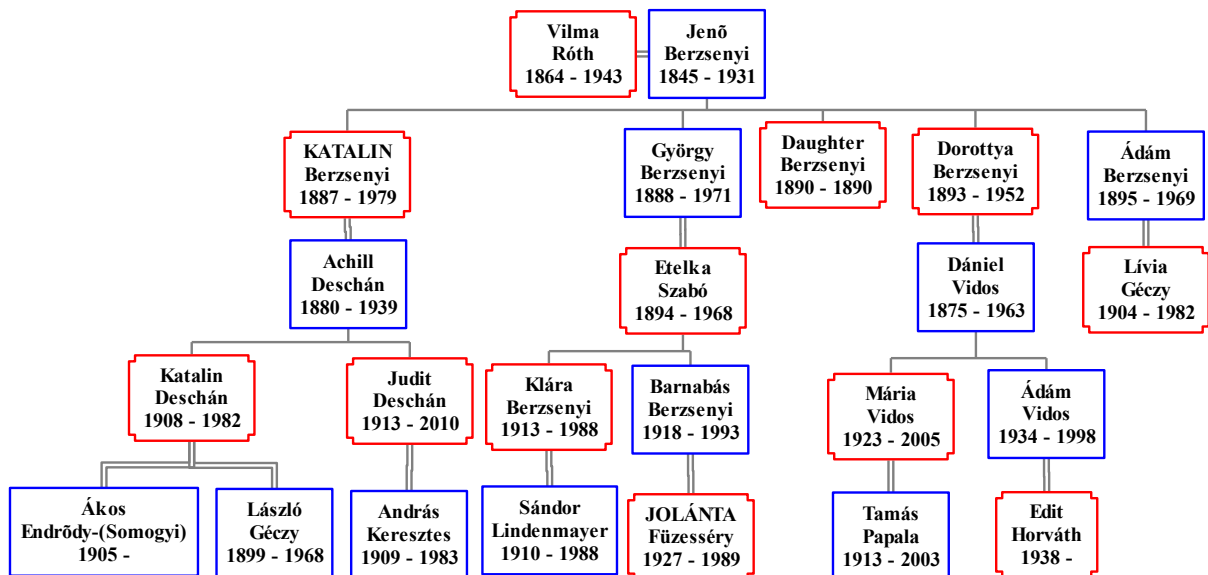 Vilma
Róth
1864 - 1943
Jenõ
Berzsenyi
1845 - 1931
KATALIN
Berzsenyi
1887 - 1979
György
Berzsenyi
1888 - 1971
Daughter
Berzsenyi
1890 - 1890
Dorottya
Berzsenyi
1893 - 1952
Ádám
Berzsenyi
1895 - 1969
Achill
Deschán
1880 - 1939
Etelka
Szabó
1894 - 1968
Dániel
Vidos
1875 - 1963
Lívia
Géczy
1904 - 1982
Katalin
Deschán
1908 - 1982
Judit
Deschán
1913 - 2010
Klára
Berzsenyi
1913 - 1988
Barnabás
Berzsenyi
1918 - 1993
Mária
Vidos
1923 - 2005
Ádám
Vidos
1934 - 1998
Ákos
Endrõdy-(Somogyi)
1905 -
László
Géczy
1899 - 1968
András
Keresztes
1909 - 1983
Sándor
Lindenmayer
1910 - 1988
JOLÁNTA
Füzesséry
1927 - 1989
Tamás
Papala
1913 - 2003
Edit
Horváth
1938 -